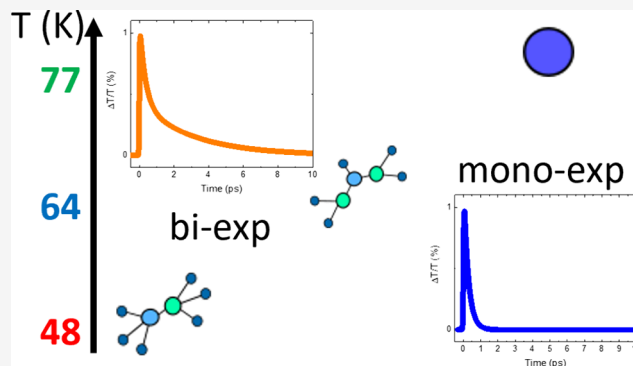 T (K)
77
64
48
ΔT/T (%)
1
0
0 2 4 6 8 10
Time (ps)
bi-exp
mono-exp
ΔT/T (%)
1
0
0 1 2 3 4 5 6 7 8 9
Time (ps)